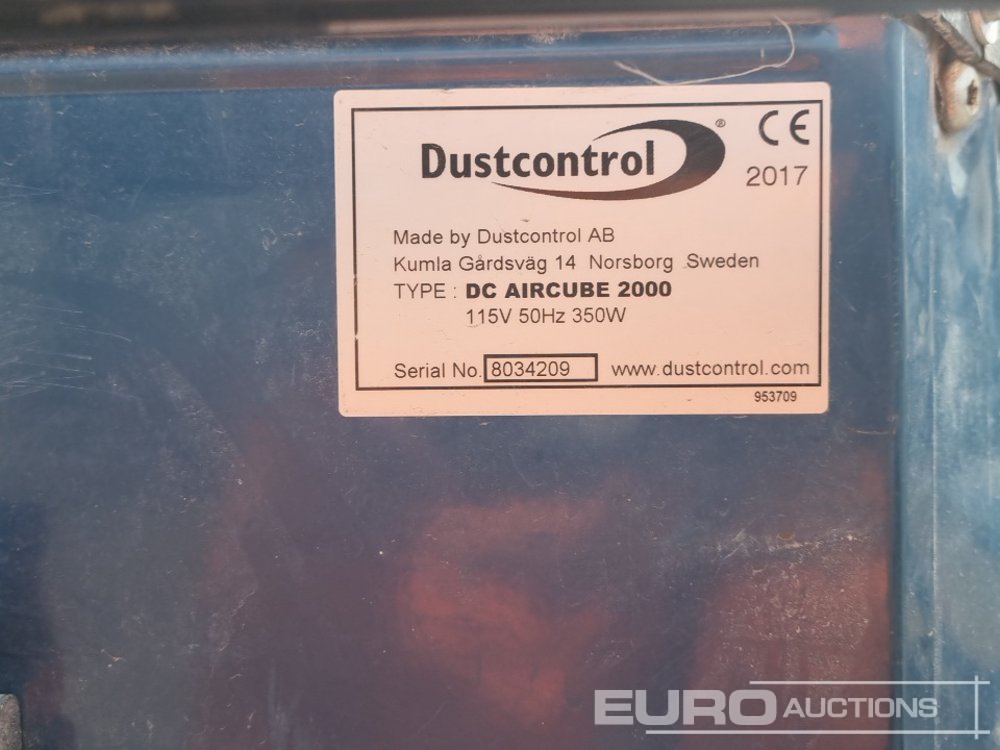 Dustcontrol ®
CE
2017
Made by Dustcontrol AB
Kumla Gårdsväg 14 Norsborg Sweden
TYPE : DC AIRCUBE 2000
115V 50Hz 350W
Serial No. 8034209 www.dustcontrol.com
953709
EURO AUCTIONS